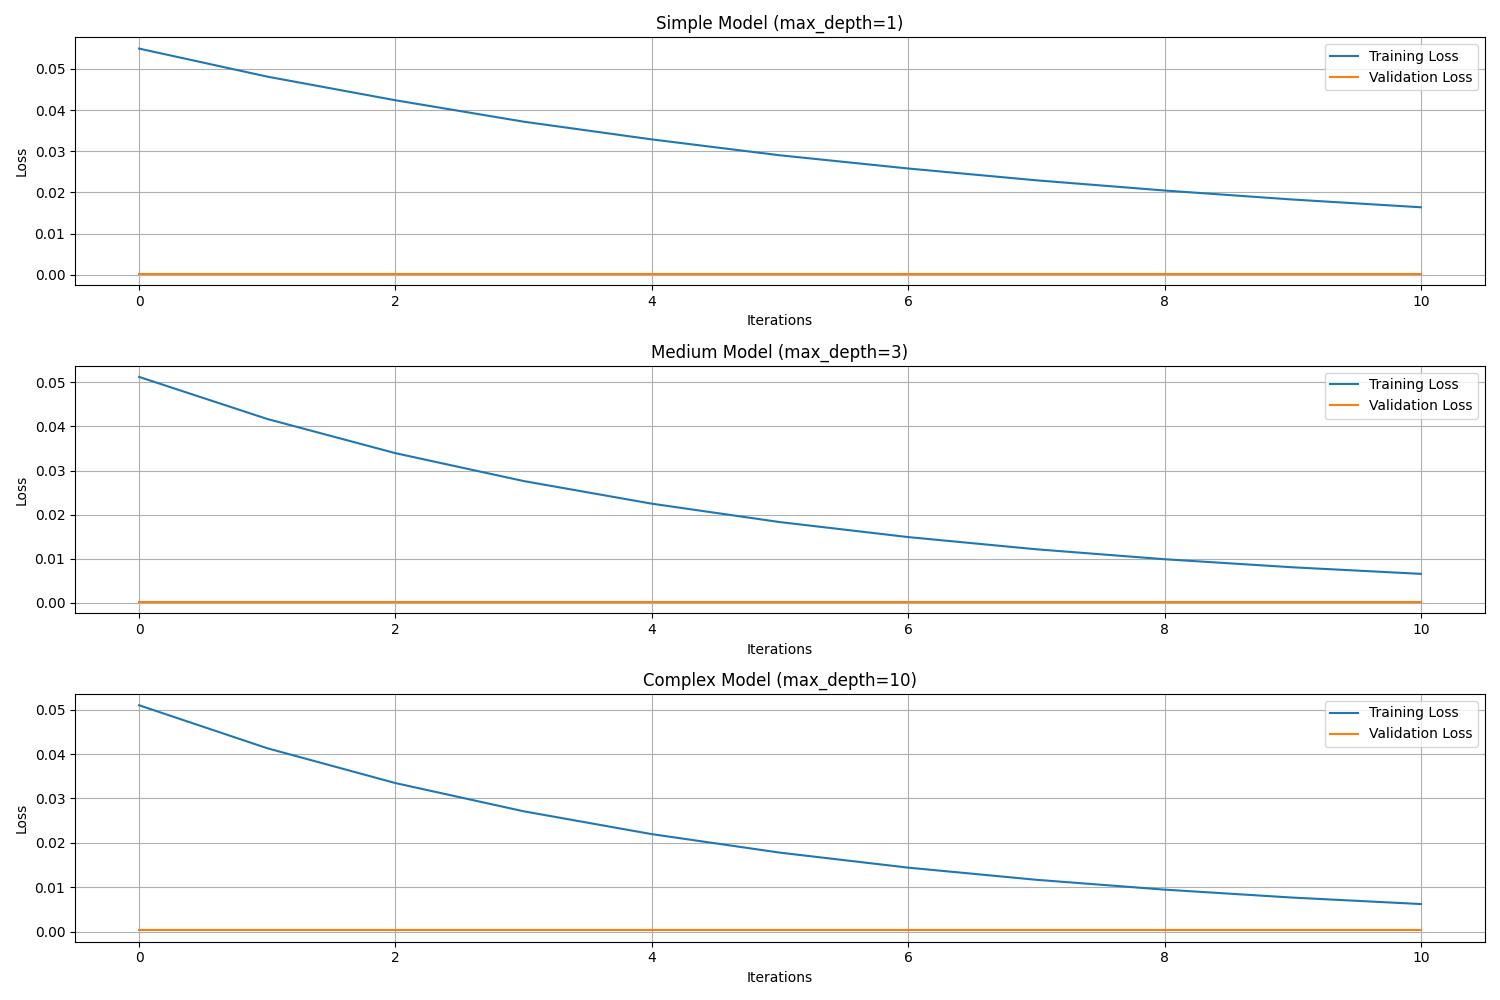 Simple Model (max_depth=1)
Training Loss
Validation Loss
0.05
0.04
0.03
0.02
0.01
0.00
Loss
0 2 4 6 8 10
Iterations
Medium Model (max_depth=3)
Training Loss
Validation Loss
0.05
0.04
0.03
0.02
0.01
0.00
Loss
0 2 4 6 8 10
Iterations
Complex Model (max_depth=10)
Training Loss
Validation Loss
0.05
0.04
0.03
0.02
0.01
0.00
Loss
0 2 4 6 8 10
Iterations